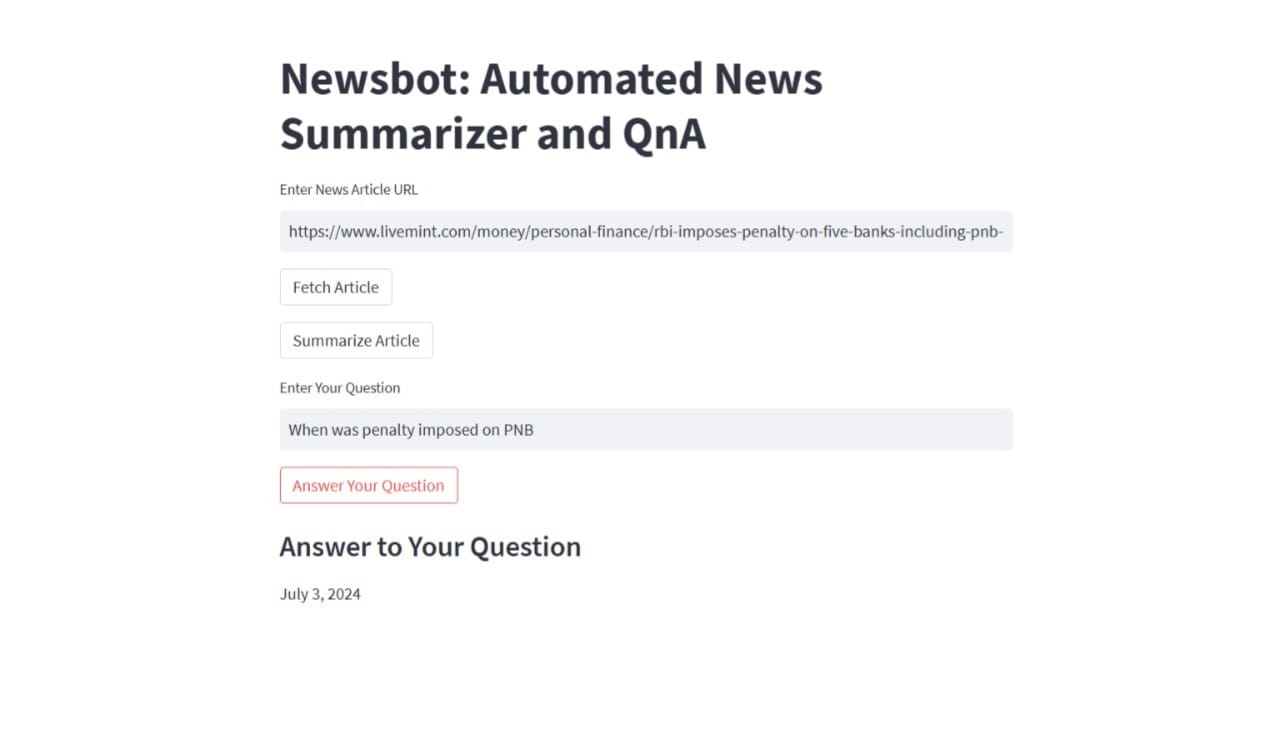 Newsbot: Automated News
Summarizer and QnA
Enter News Article URL
https://www.livemint.com/money/personal-finance/rbi-imposes-penalty-on-five-banks-including-pnb-
Fetch Article
Summarize Article
Enter Your Question
When was penalty imposed on PNB
Answer Your Question
Answer to Your Question
July 3, 2024